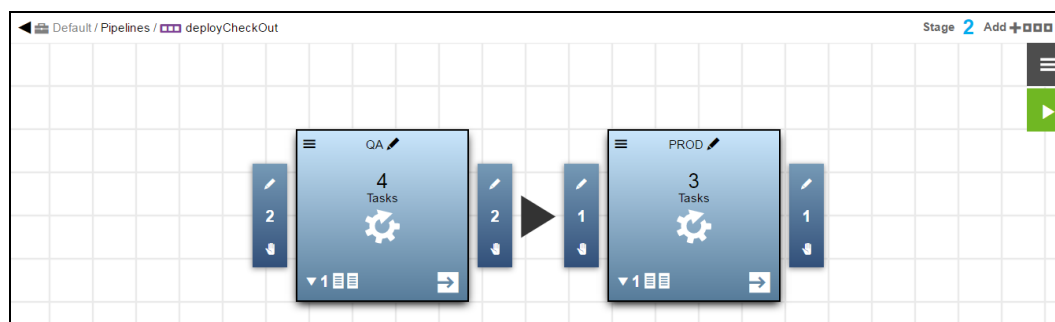 Default / Pipelines / deployCheckOut
Stage 2 Add
QA
4
Tasks
2
2
1
PROD
3
Tasks
1
1
1